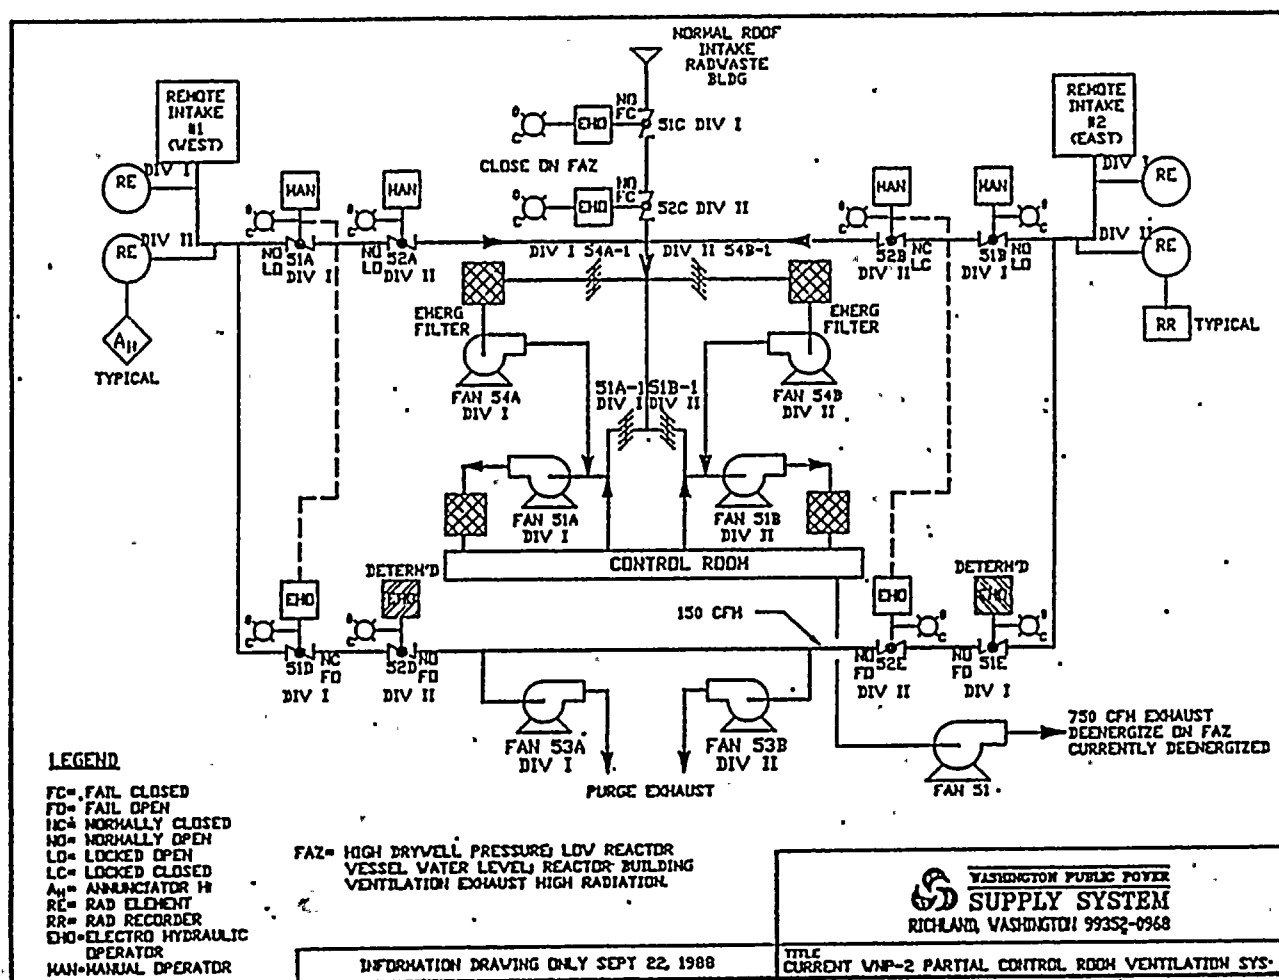 NORMAL ROOF
INTAKE
RADWASTE
BLDG
REMOTE
INTAKE
#1
(WEST)
REMOTE
INTAKE
#2
(EAST)
NO
FC
EHO
O
C
51C DIV I
CLOSE ON FAZ
NO
FC
EHO
O
C
52C DIV II
RE
DIV I
RE
DIV II
AH
TYPICAL
MAN
O
C
NO
LO
51A
DIV I
MAN
O
C
NO
LO
52A
DIV II
DIV I 54A-1
DIV II 54B-1
MAN
O
C
52B
DIV II
NC
LC
MAN
O
C
51B
DIV I
NO
LO
DIV I
RE
DIV II
RE
RR
TYPICAL
EMERG
FILTER
EMERG
FILTER
FAN 54A
DIV I
FAN 54B
DIV II
51A-1
DIV I
51B-1
DIV II
FAN 51A
DIV I
FAN 51B
DIV II
CONTROL ROOM
EHO
O
C
51D
DIV I
NC
FO
DETERM'D
EHO
O
C
52D
DIV II
NO
FO
150 CFM
EHO
O
C
NO
FO
52E
DIV II
DETERM'D
EHO
O
C
NO
FO
51E
DIV I
FAN 53A
DIV I
FAN 53B
DIV II
PURGE EXHAUST
750 CFM EXHAUST
DEENERGIZE ON FAZ
CURRENTLY DEENERGIZED
FAN 51
LEGEND
FC= FAIL CLOSED
FO= FAIL OPEN
NC= NORMALLY CLOSED
NO= NORMALLY OPEN
LO= LOCKED OPEN
LC= LOCKED CLOSED
AH= ANNUNCIATOR HI
RE= RAD ELEMENT
RR= RAD RECORDER
EHO=ELECTRO HYDRAULIC
OPERATOR
MAN=MANUAL OPERATOR
FAZ= HIGH DRYWELL PRESSURE; LOW REACTOR
VESSEL WATER LEVEL; REACTOR BUILDING
VENTILATION EXHAUST HIGH RADIATION.
WASHINGTON PUBLIC POWER
SUPPLY SYSTEM
RICHLAND, WASHINGTON 99352-0968
INFORMATION DRAWING ONLY SEPT 22, 1988
TITLE
CURRENT WNP-2 PARTIAL CONTROL ROOM VENTILATION SYS.